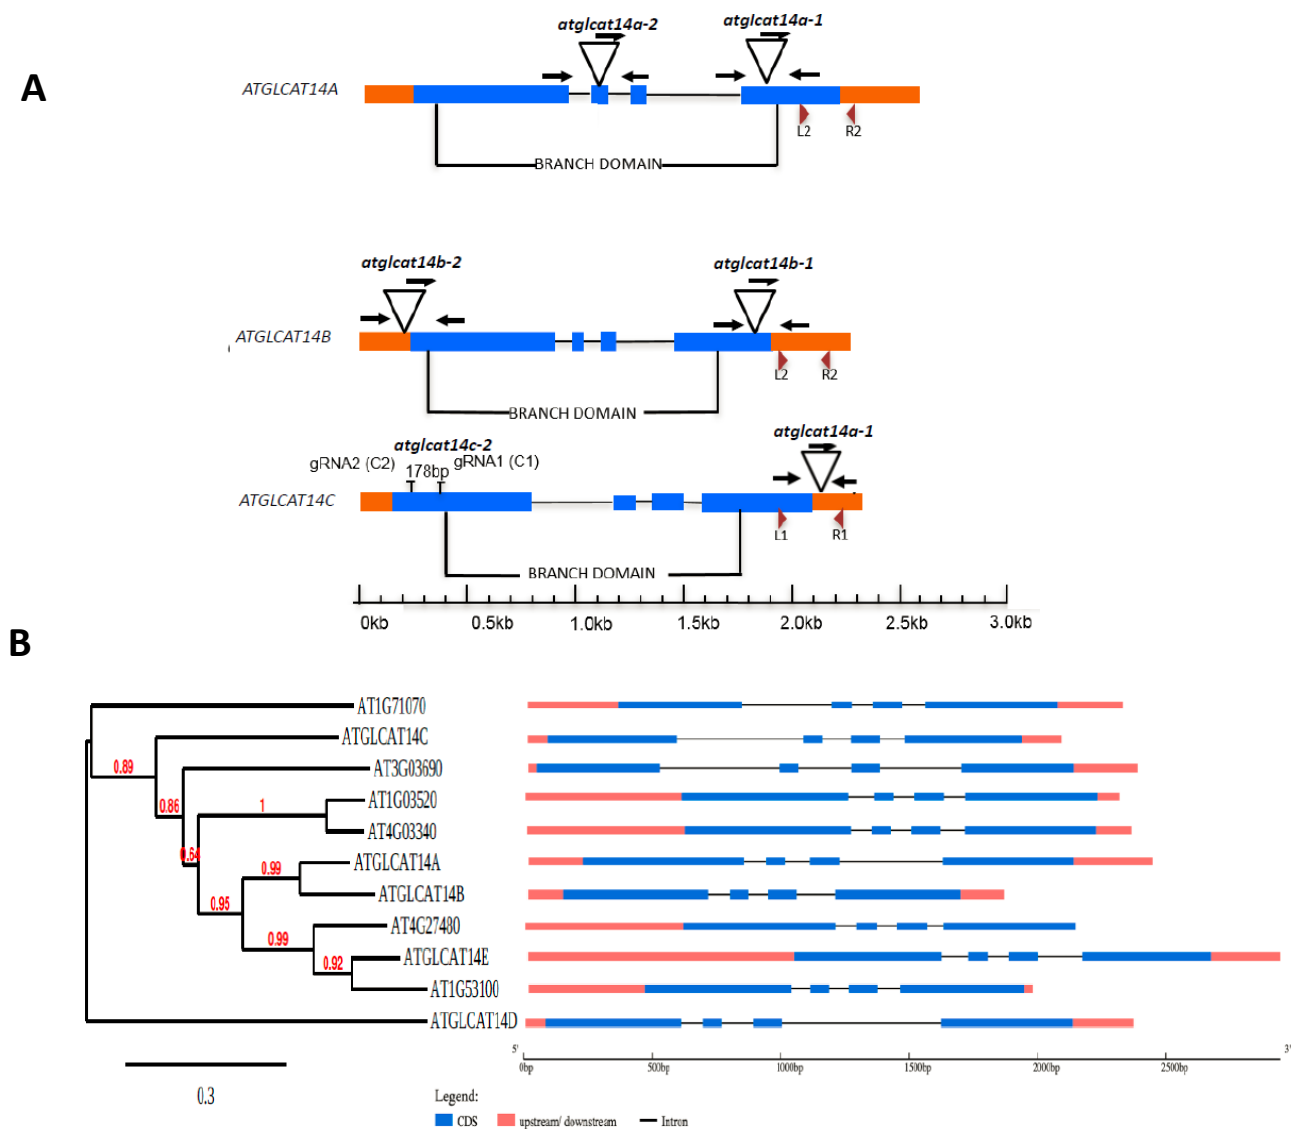 A
atglcat14a-2
atglcat14a-1
ATGLCAT14A
L2
R2
BRANCH DOMAIN
atglcat14b-2
atglcat14b-1
ATGLCAT14B
L2
R2
BRANCH DOMAIN
atglcat14c-2
atglcat14a-1
gRNA2 (C2)
178bp
gRNA1 (C1)
ATGLCAT14C
L1
R1
BRANCH DOMAIN
0kb 0.5kb 1.0kb 1.5kb 2.0kb 2.5kb 3.0kb
B
AT1G71070
ATGLCAT14C
0.89
AT3G03690
0.86
1
AT1G03520
AT4G03340
0.64
0.99
ATGLCAT14A
ATGLCAT14B
0.95
AT4G27480
0.99
0.92
ATGLCAT14E
AT1G53100
ATGLCAT14D
0.3
5' 3'
0bp 500bp 1000bp 1500bp 2000bp 2500bp
Legend:
CDS upstream/ downstream Intron